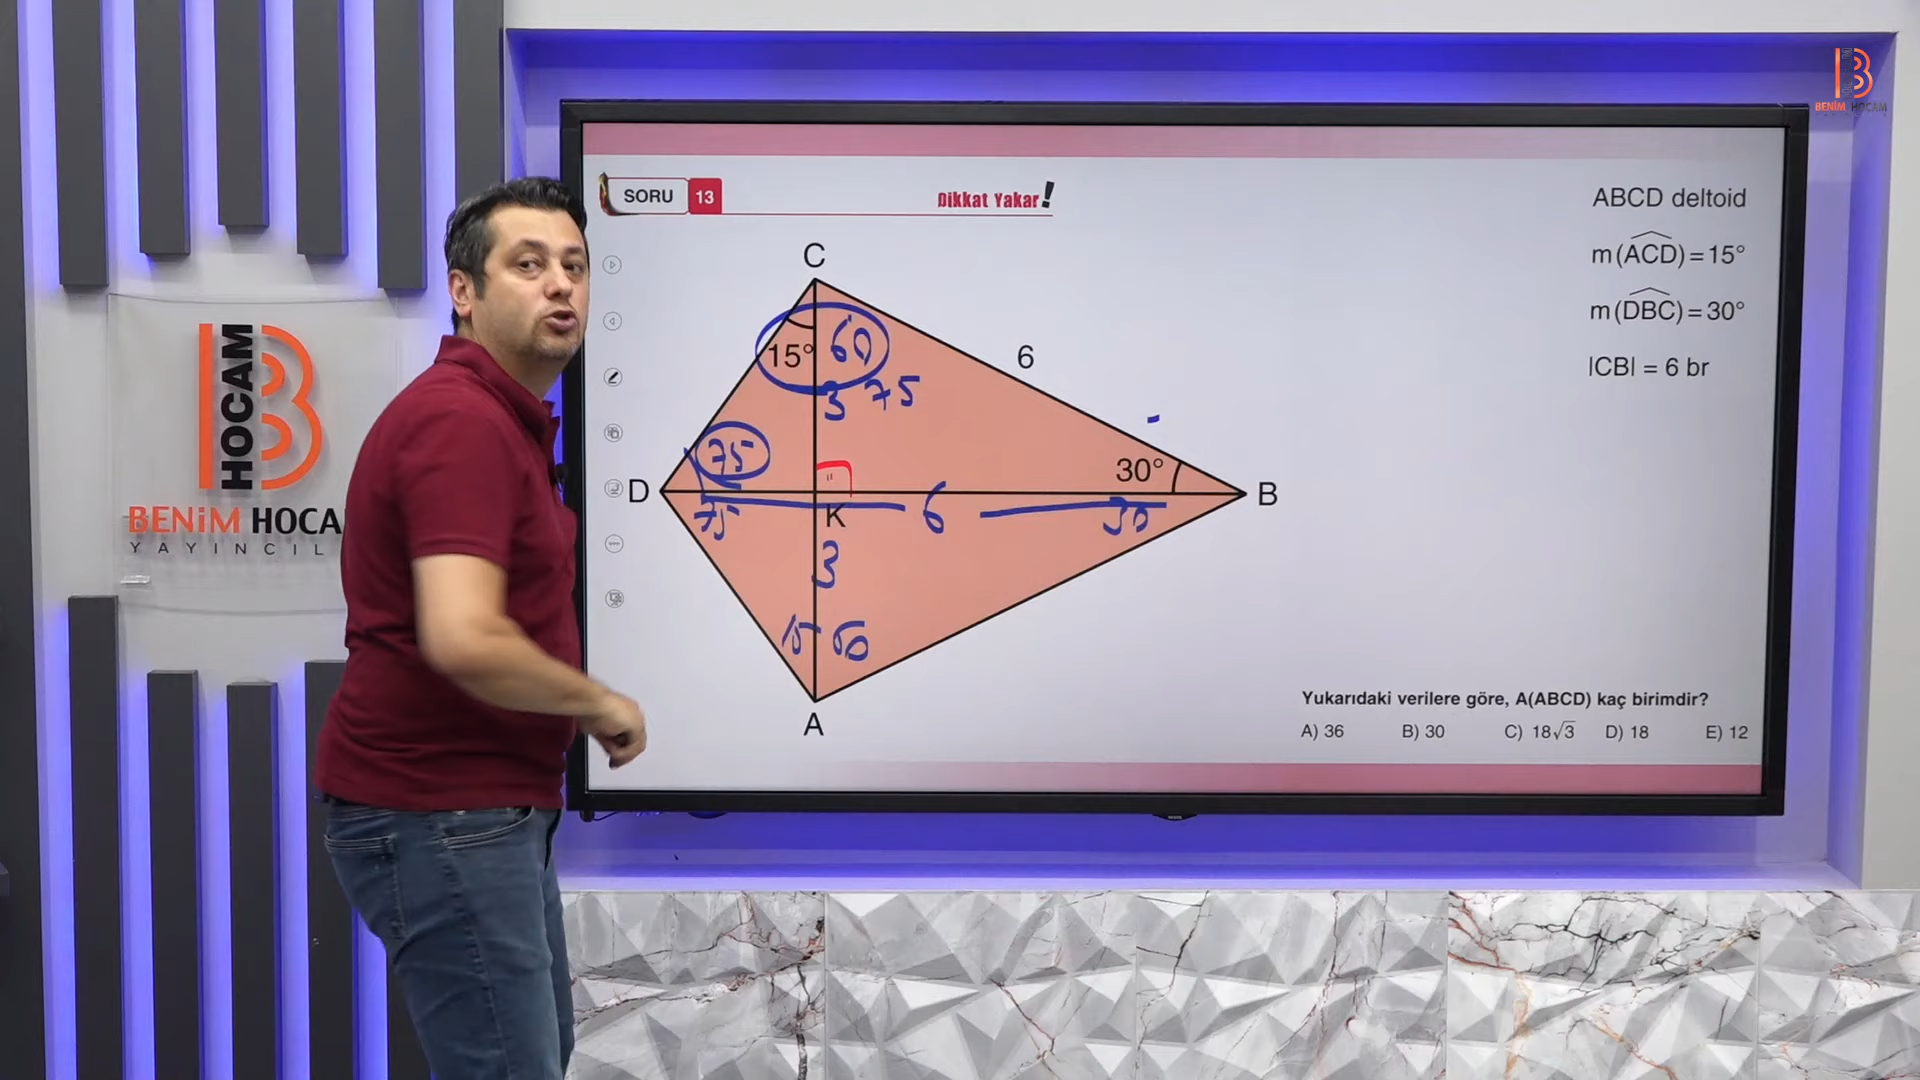 BENİM HOCAM
HOCAM
BENiM HOCA
YAYINCIL
SORU 13
Dikkat Yakar!
ABCD deltoid
m(ACD)=15°
m(DBC)=30°
|CB| = 6 br
C
15° 60
6
3 75
75
30°
D
B
75
K
6
30
3
15 60
A
Yukarıdaki verilere göre, A(ABCD) kaç birimdir?
A) 36 B) 30 C) 18√3 D) 18 E) 12